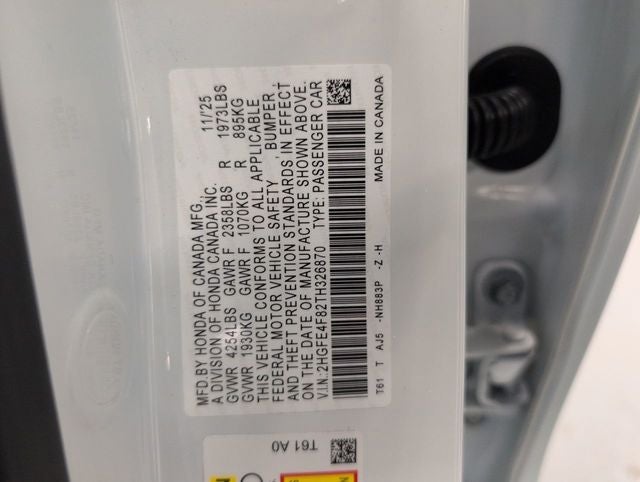 MFD.BY HONDA OF CANADA MFG., 11/25
A DIVISION OF HONDA CANADA INC.
GVWR 4254LBS GAWR F 2358LBS R 1973LBS
GVWR 1930KG GAWR F 1070KG R 895KG
THIS VEHICLE CONFORMS TO ALL APPLICABLE
FEDERAL MOTOR VEHICLE SAFETY, BUMPER,
AND THEFT PREVENTION STANDARDS IN EFFECT
ON THE DATE OF MANUFACTURE SHOWN ABOVE.
V.I.N.:2HGFE4F82TH326870 TYPE: PASSENGER CAR
T61 T AJ5 -NH883P -Z -H MADE IN CANADA
T61 A0